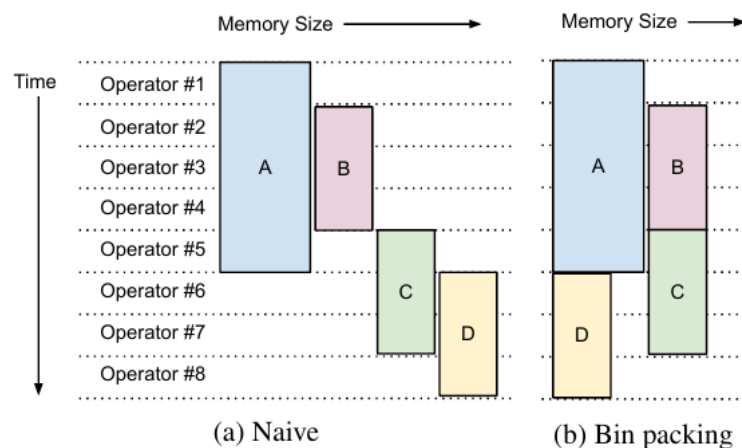 Memory Size
Memory Size
Time
Operator #1
Operator #2
Operator #3
Operator #4
Operator #5
Operator #6
Operator #7
Operator #8
A
B
C
D
A
B
C
D
(a) Naive
(b) Bin packing